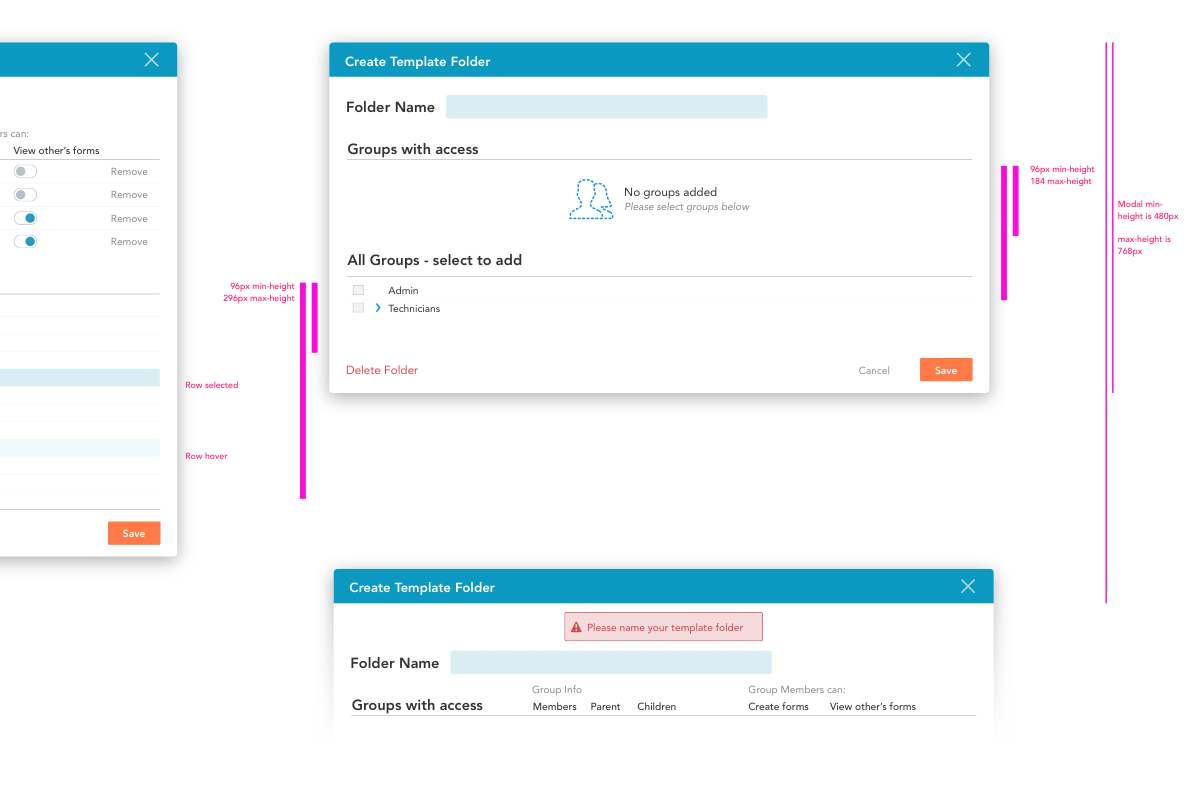 rs can:
View other's forms
Remove
Remove
Remove
Remove
Row selected
Row hover
Save
96px min-height
296px max-height
Create Template Folder
Folder Name
Groups with access
No groups added
Please select groups below
All Groups - select to add
Admin
Technicians
Delete Folder
Cancel
Save
96px min-height
184 max-height
Modal min-
height is 480px
max-height is
768px
Create Template Folder
Please name your template folder
Folder Name
Group Info
Group Members can:
Groups with access
Members
Parent
Children
Create forms
View other's forms